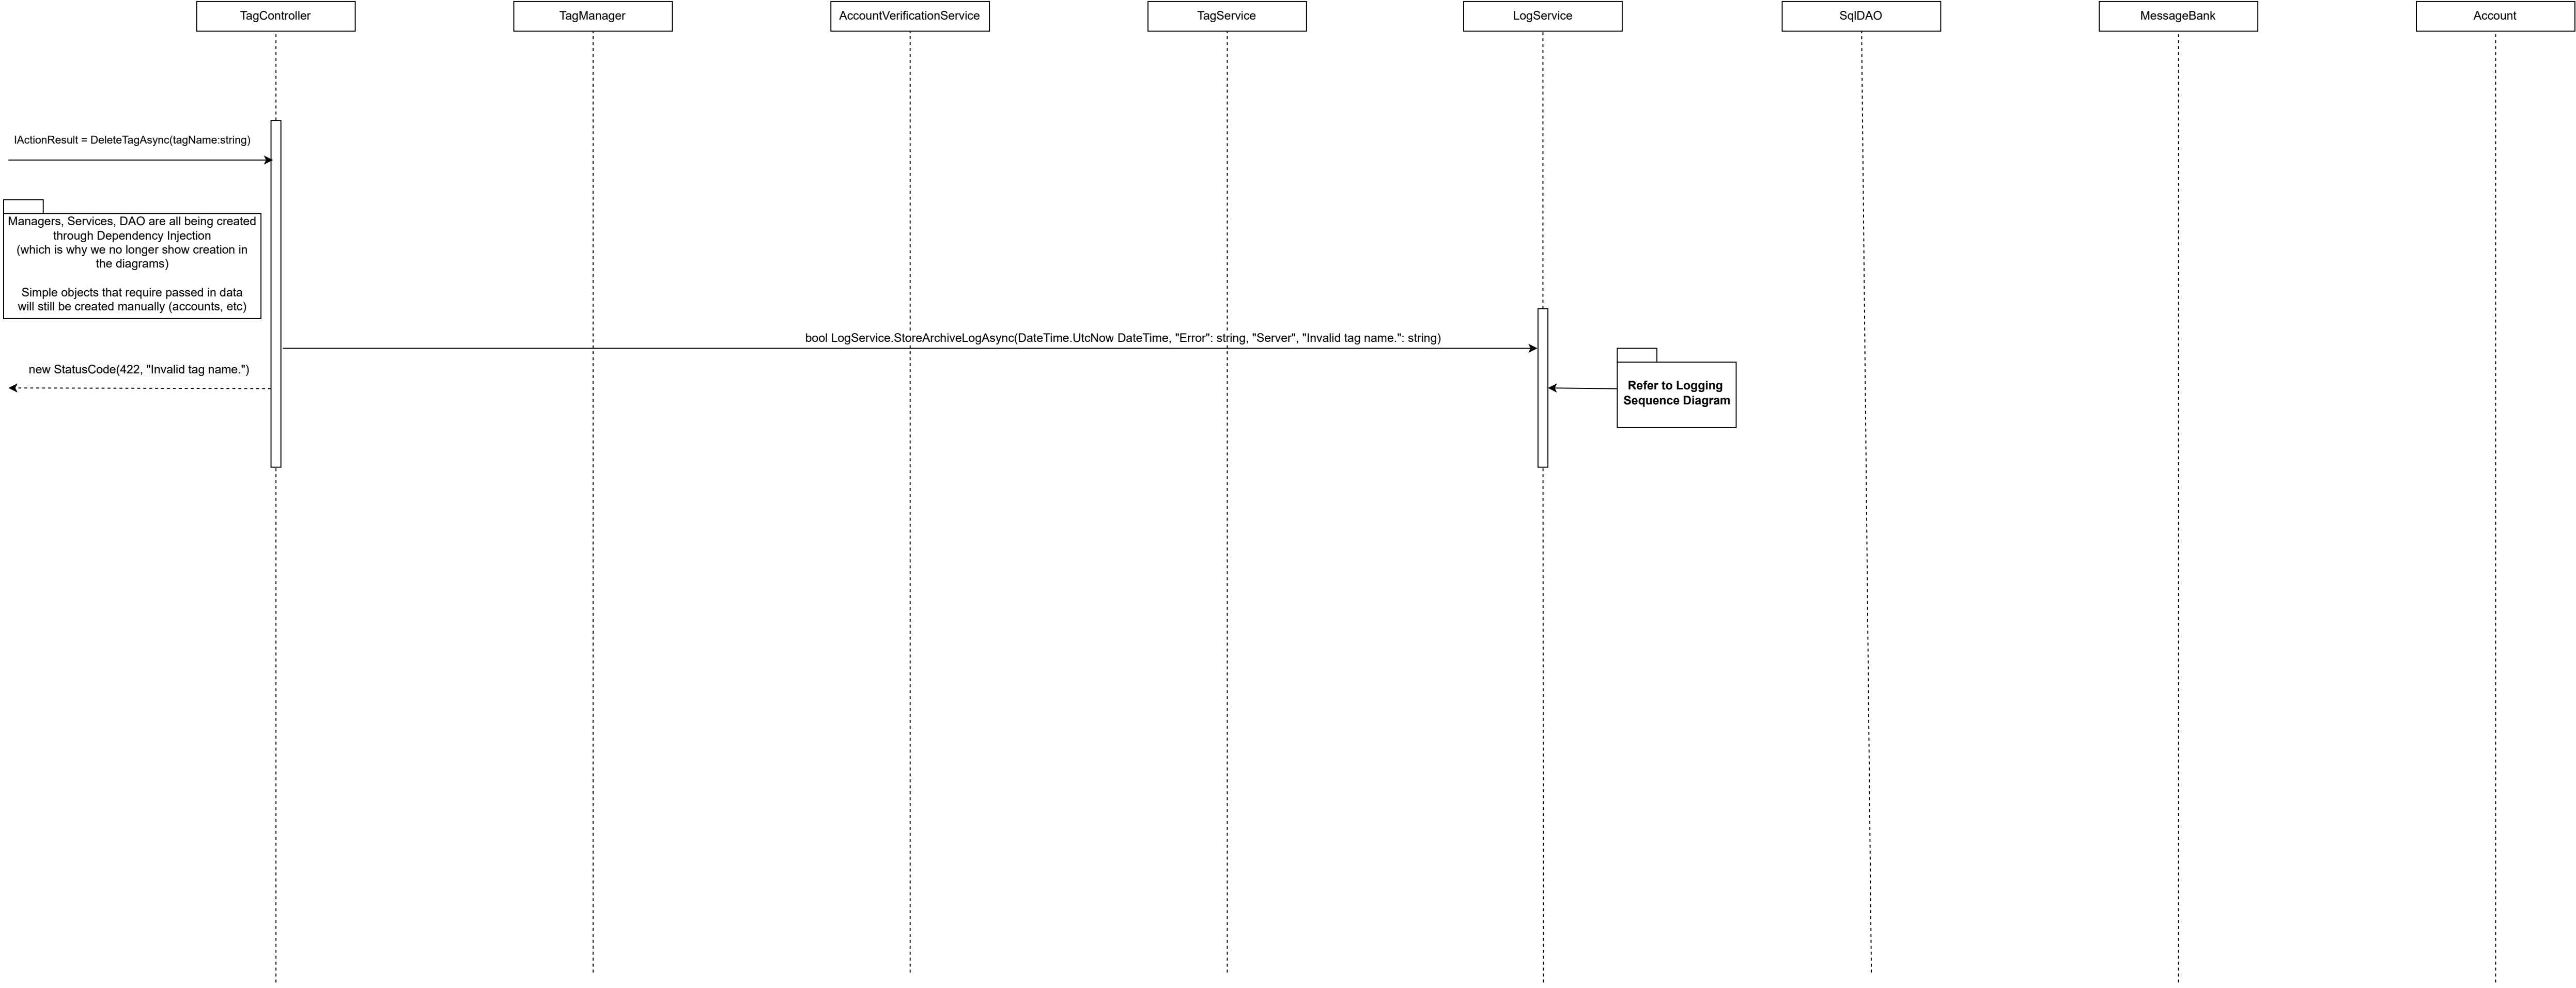 TagController
TagManager
AccountVerificationService
TagService
LogService
SqlDAO
MessageBank
Account
IActionResult = DeleteTagAsync(tagName:string)
Managers, Services, DAO are all being created
through Dependency Injection
(which is why we no longer show creation in
the diagrams)
Simple objects that require passed in data
will still be created manually (accounts, etc)
bool LogService.StoreArchiveLogAsync(DateTime.UtcNow DateTime, "Error": string, "Server", "Invalid tag name.": string)
new StatusCode(422, "Invalid tag name.")
Refer to Logging
Sequence Diagram